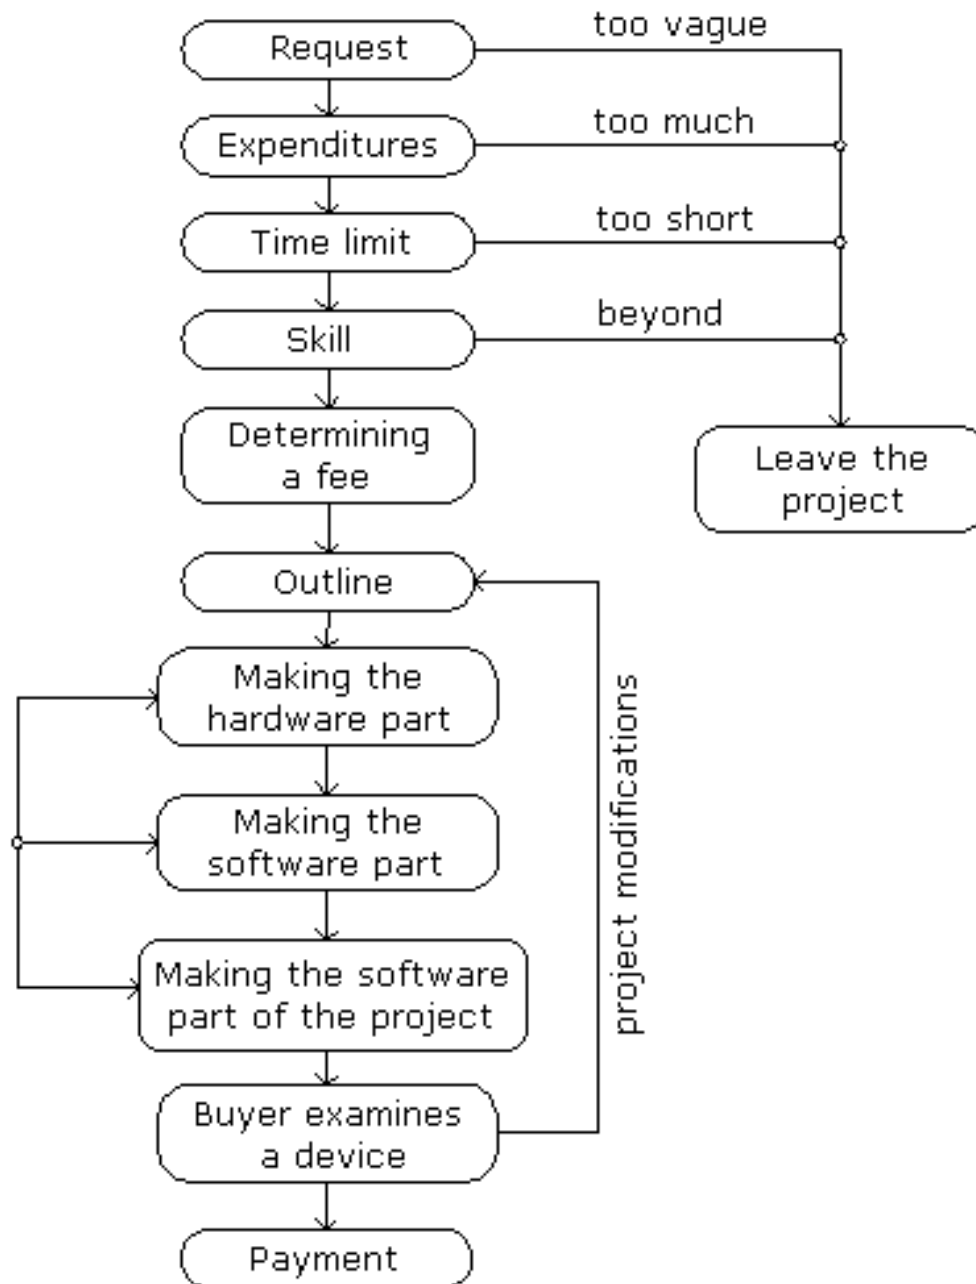 Request
too vague
Expenditures
too much
Time limit
too short
Skill
beyond
Determining
a fee
Leave the
project
Outline
Making the
hardware part
project modifications
Making the
software part
Making the software
part of the project
Buyer examines
a device
Payment